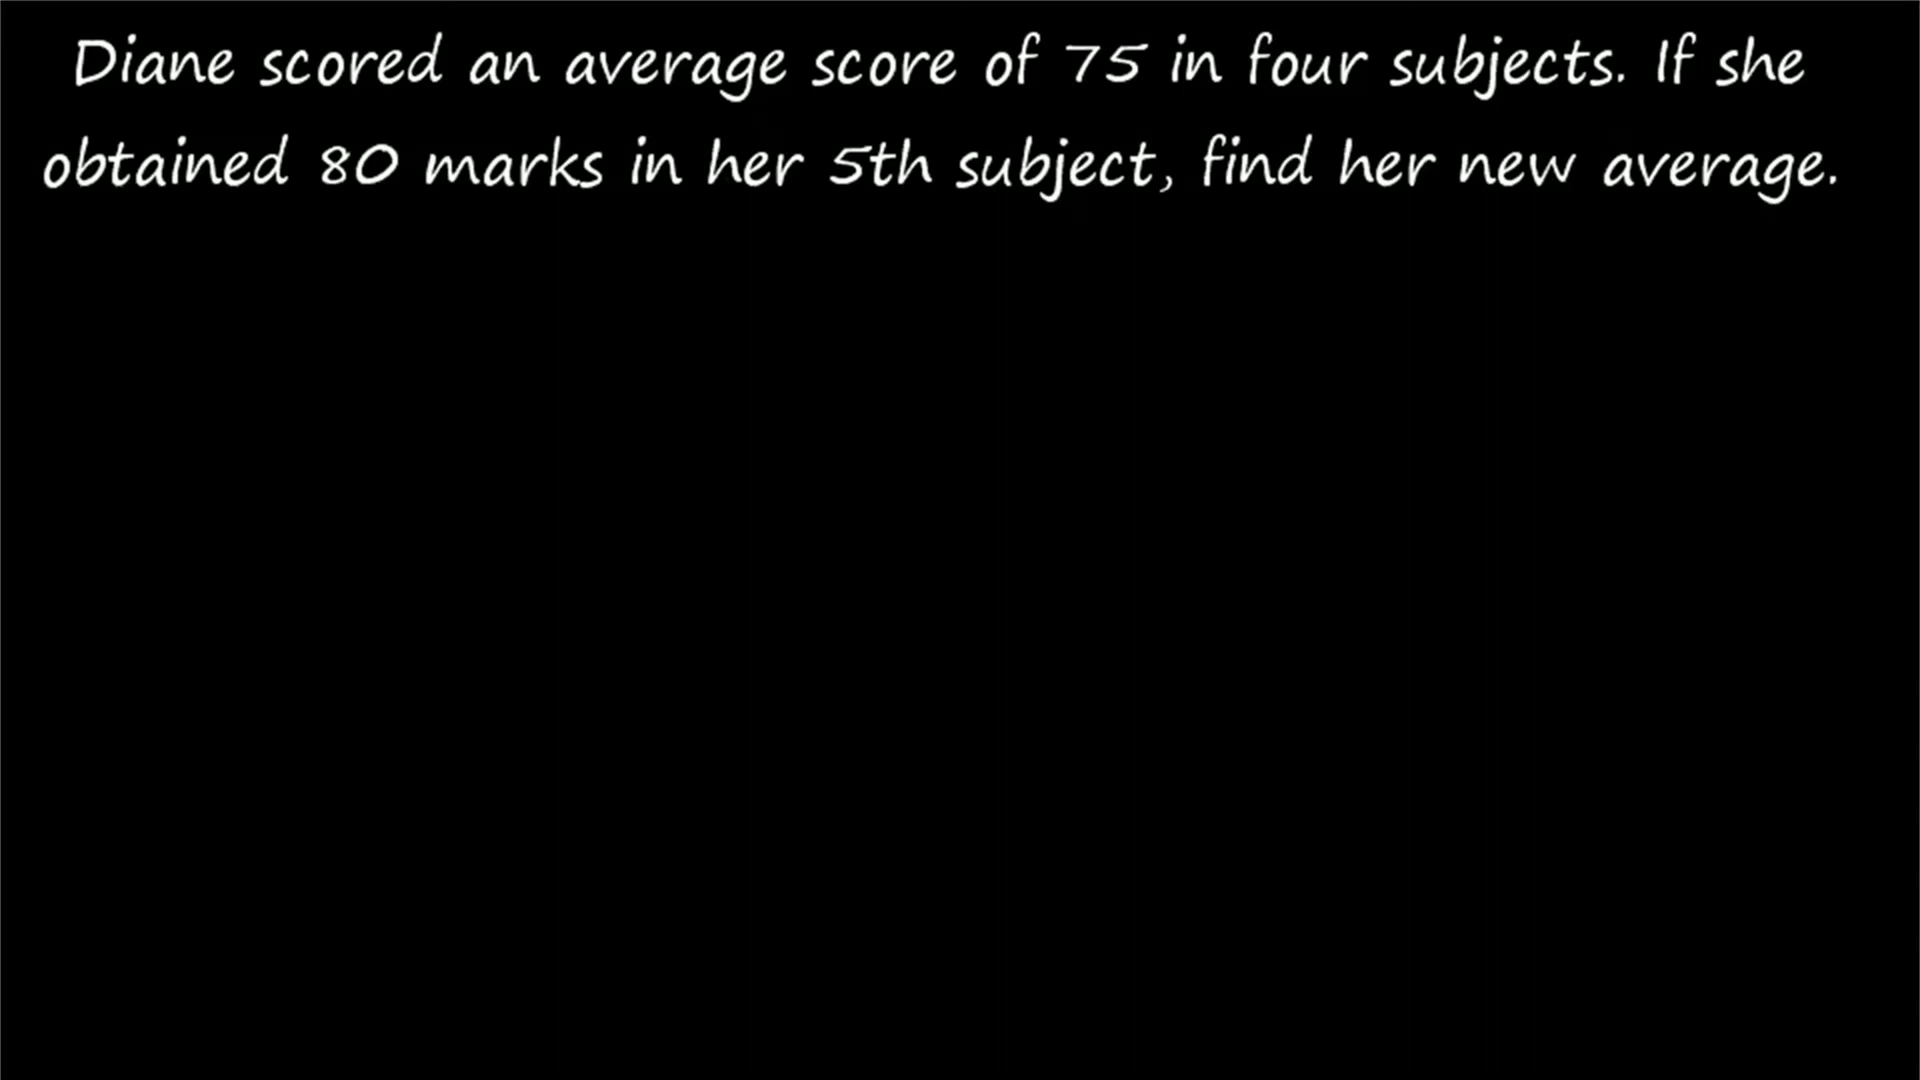 Diane scored an average score of 75 in four subjects. If she
obtained 80 marks in her 5th subject, find her new average.